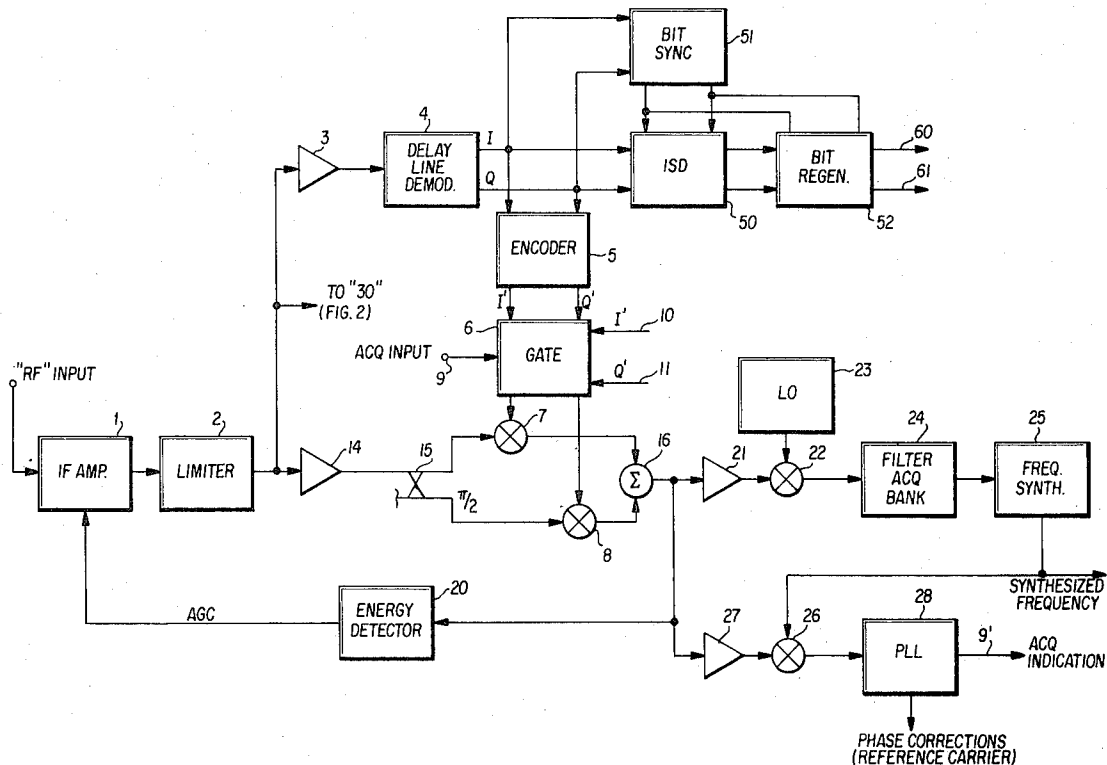 BIT
SYNC
51
3
4
DELAY
LINE
DEMOD.
I
Q
ISD
50
BIT
REGEN.
52
60
61
ENCODER
5
I'
Q'
TO "30"
(FIG. 2)
6
GATE
ACQ INPUT
9
I'
10
Q'
11
"RF" INPUT
1
IF AMP.
2
LIMITER
14
15
π/2
7
8
16
Σ
21
LO
23
22
24
FILTER
ACQ
BANK
25
FREQ.
SYNTH.
SYNTHESIZED
FREQUENCY
AGC
ENERGY
DETECTOR
20
27
26
28
PLL
9'
ACQ
INDICATION
PHASE CORRECTIONS
(REFERENCE CARRIER)